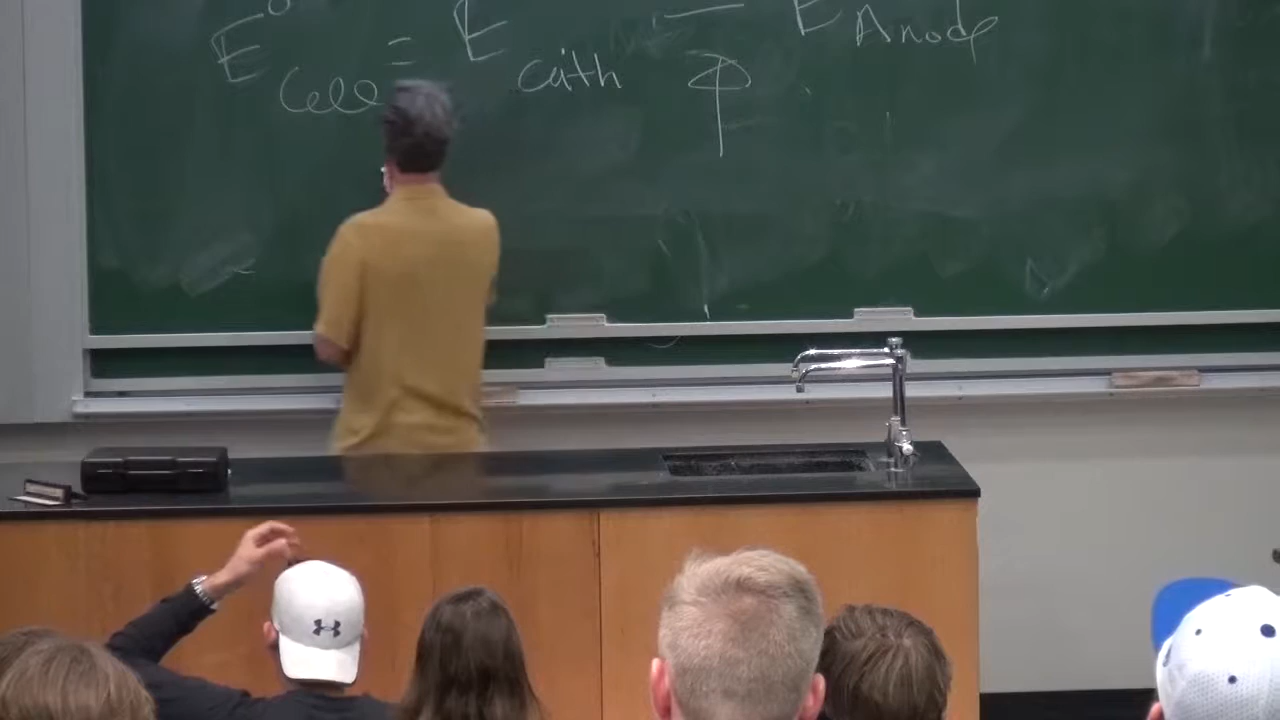 E° cell = E cath — E Anode